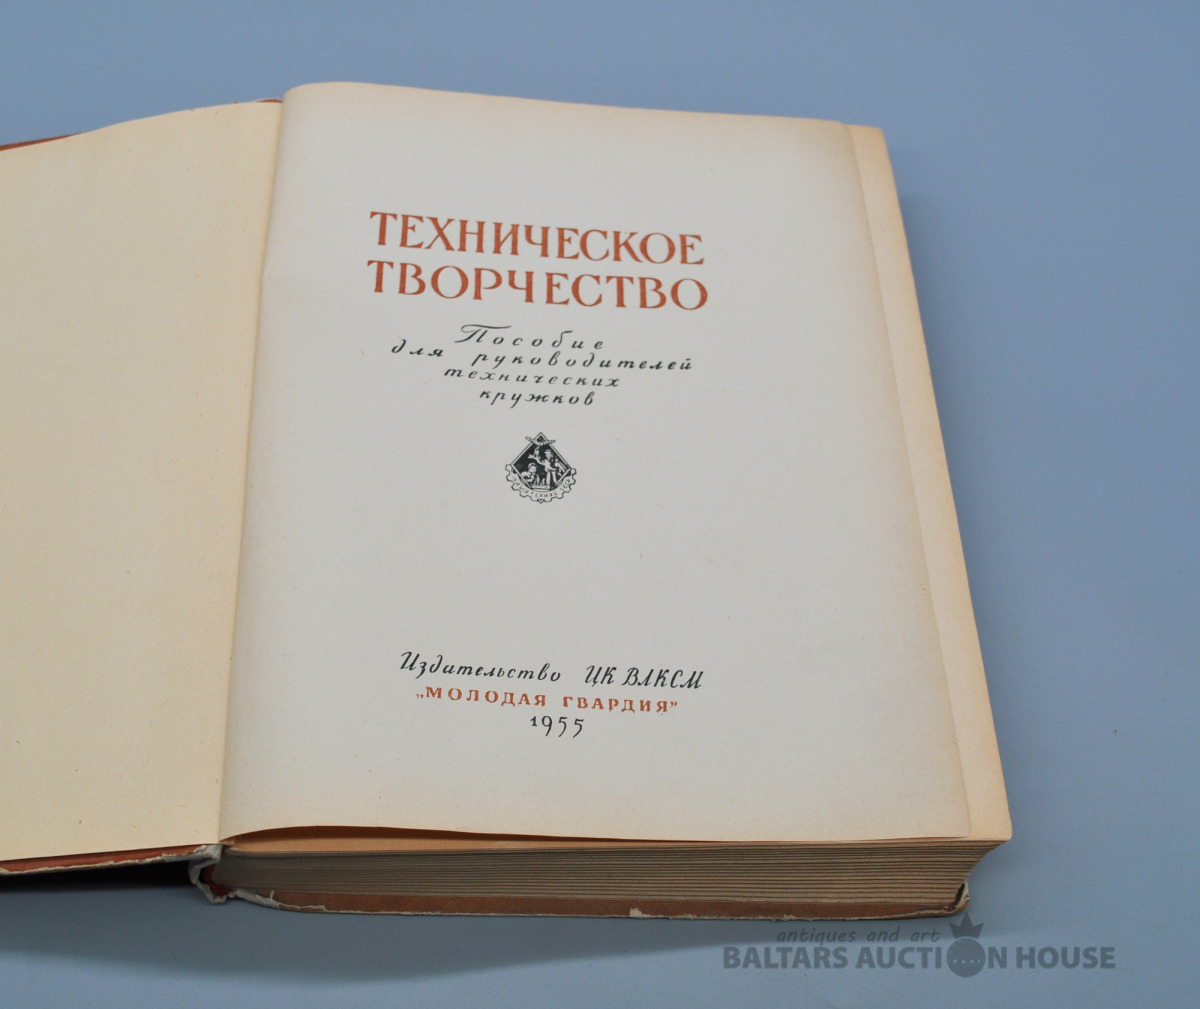 ТЕХНИЧЕСКОЕ
ТВОРЧЕСТВО
Пособие
для руководителей
технических
кружков
Издательство ЦК ВЛКСМ
„МОЛОДАЯ ГВАРДИЯ”
1955
antiques and art
BALTARS AUCTION HOUSE